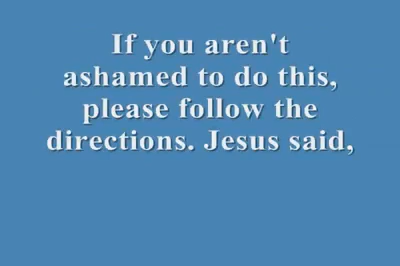 If you aren't
ashamed to do this,
please follow the
directions. Jesus said,